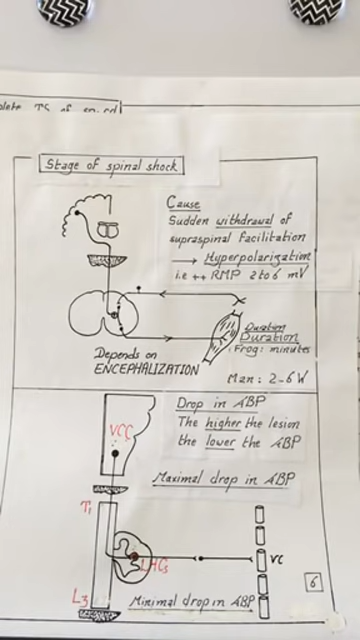 Stage of spinal shock
Cause
Sudden withdrawal of
supraspinal facilitation
→ Hyperpolarization
i.e ++ RMP 2 to 6 mV
Duration
Duration
Frog: minutes
Depends on
ENCEPHALIZATION
Man: 2-6 W
Drop in ABP
The higher the lesion
the lower the ABP
VCC
Maximal drop in ABP
T1
LHCs
VC
L3
Minimal drop in ABP
6